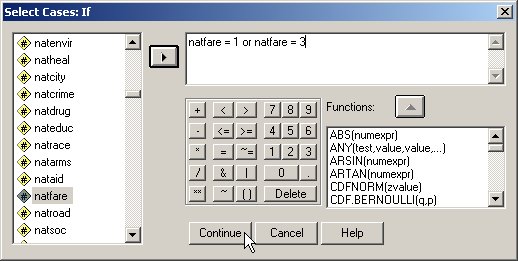 Select Cases: If
natenvir
natheal
natcity
natcrime
natdrug
nateduc
natrace
natarms
nataid
natfare
natroad
natsoc
natfare = 1 or natfare = 3
+ < > 7 8 9
- <= >= 4 5 6
* = ~= 1 2 3
/ & | 0 .
** ~ ( ) Delete
Functions:
ABS(numexpr)
ANY(test,value,value,...)
ARSIN(numexpr)
ARTAN(numexpr)
CDFNORM(zvalue)
CDF.BERNOULLI(q,p)
Continue Cancel Help